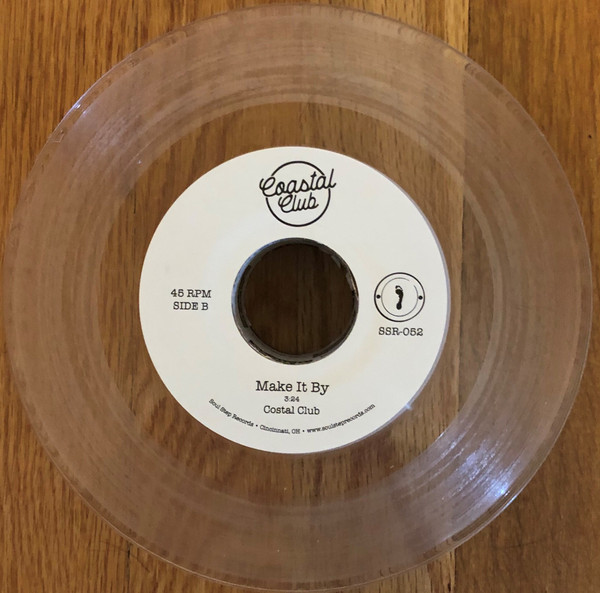 Coastal
Club
45 RPM
SIDE B
SSR-052
Make It By
3:24
Costal Club
Soul Step Records • Cincinnati, OH • www.soulsteprecords.com